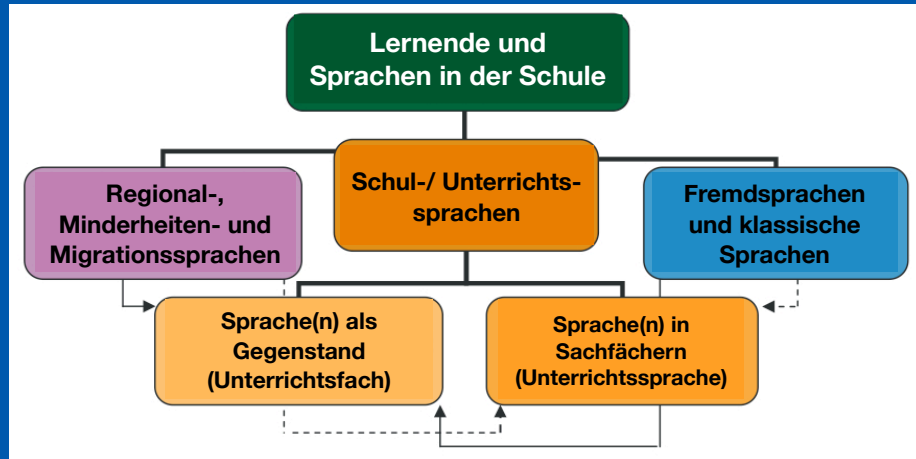 Lernende und
Sprachen in der Schule
Regional-,
Minderheiten- und
Migrationssprachen
Schul-/ Unterrichts-
sprachen
Fremdsprachen
und klassische
Sprachen
Sprache(n) als
Gegenstand
(Unterrichtsfach)
Sprache(n) in
Sachfächern
(Unterrichtssprache)